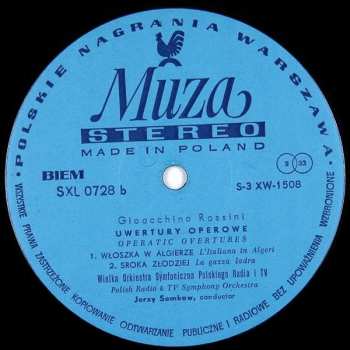 • POLSKIE NAGRANIA WARSZAWA •
Muza
STEREO
MADE IN POLAND
BIEM
SXL 0728 b
S 33
S-3 XW-1508
Gioacchino Rossini
UWERTURY OPEROWE
OPERATIC OVERTURES
1. WŁOSZKA W ALGIERZE L'Italiana in Algeri
2. SROKA ZŁODZIEJ La gazza ladra
Wielka Orkiestra Symfoniczna Polskiego Radia i TV
Polish Radio & TV Symphony Orchestra
Jerzy Semkow, conductor
WSZYSTKIE PRAWA ZASTRZEŻONE KOPIOWANIE ODTWARZANIE PUBLICZNE I RADIOWE BEZ UPOWAŻNIENIA WZBRONIONE